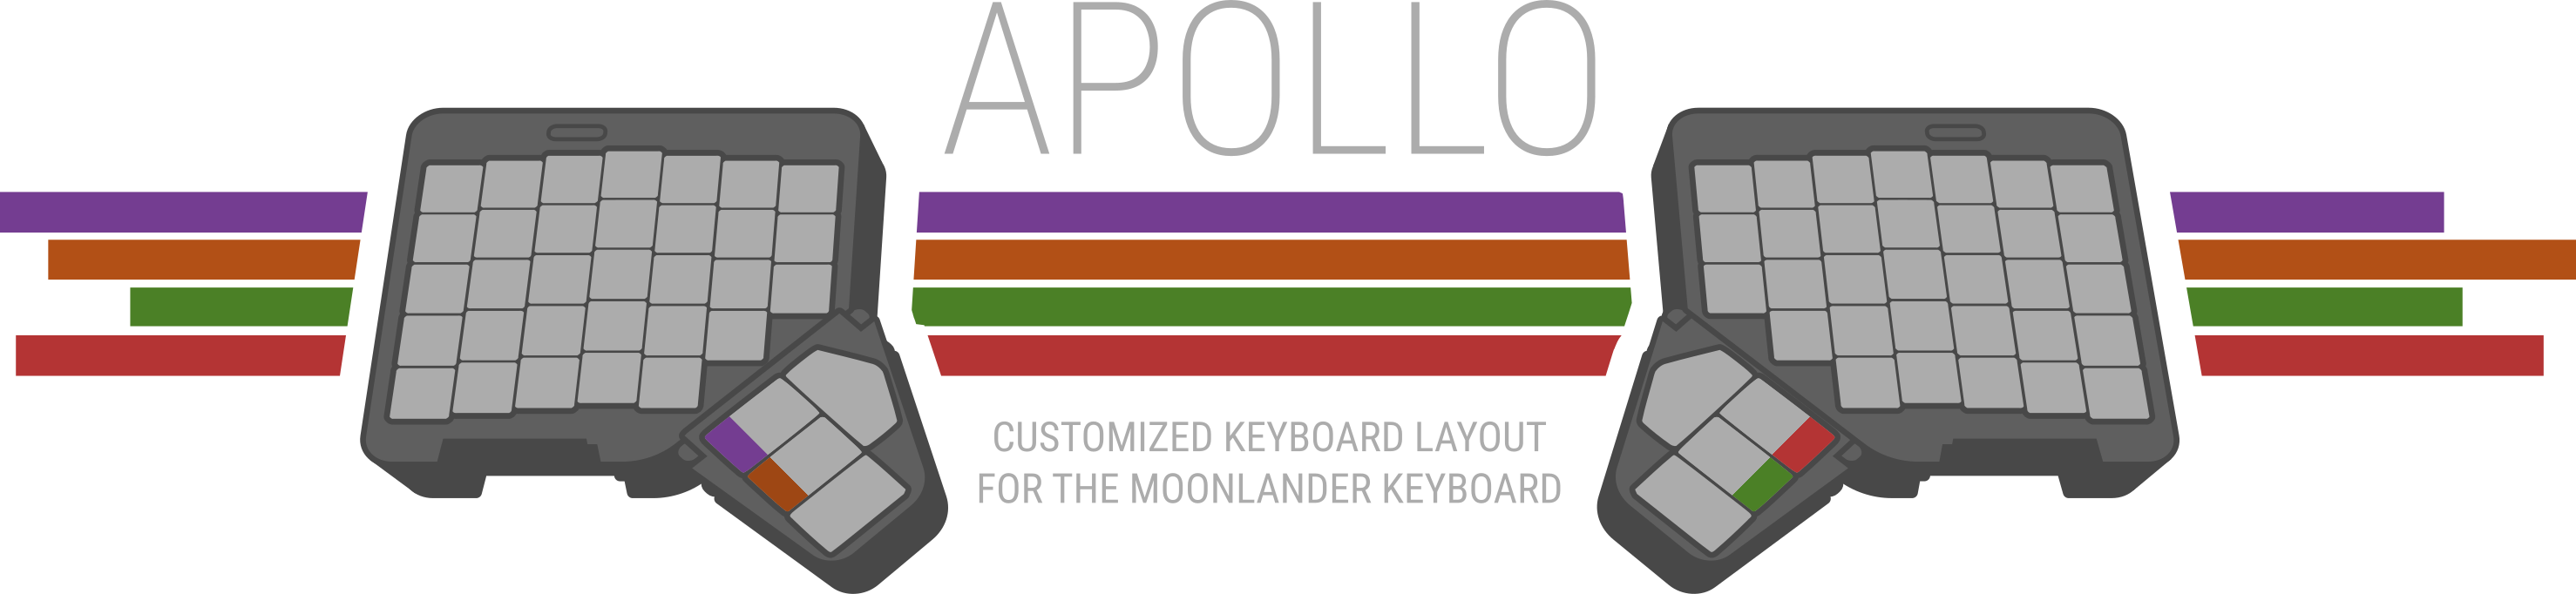 APOLLO
CUSTOMIZED KEYBOARD LAYOUT
FOR THE MOONLANDER KEYBOARD